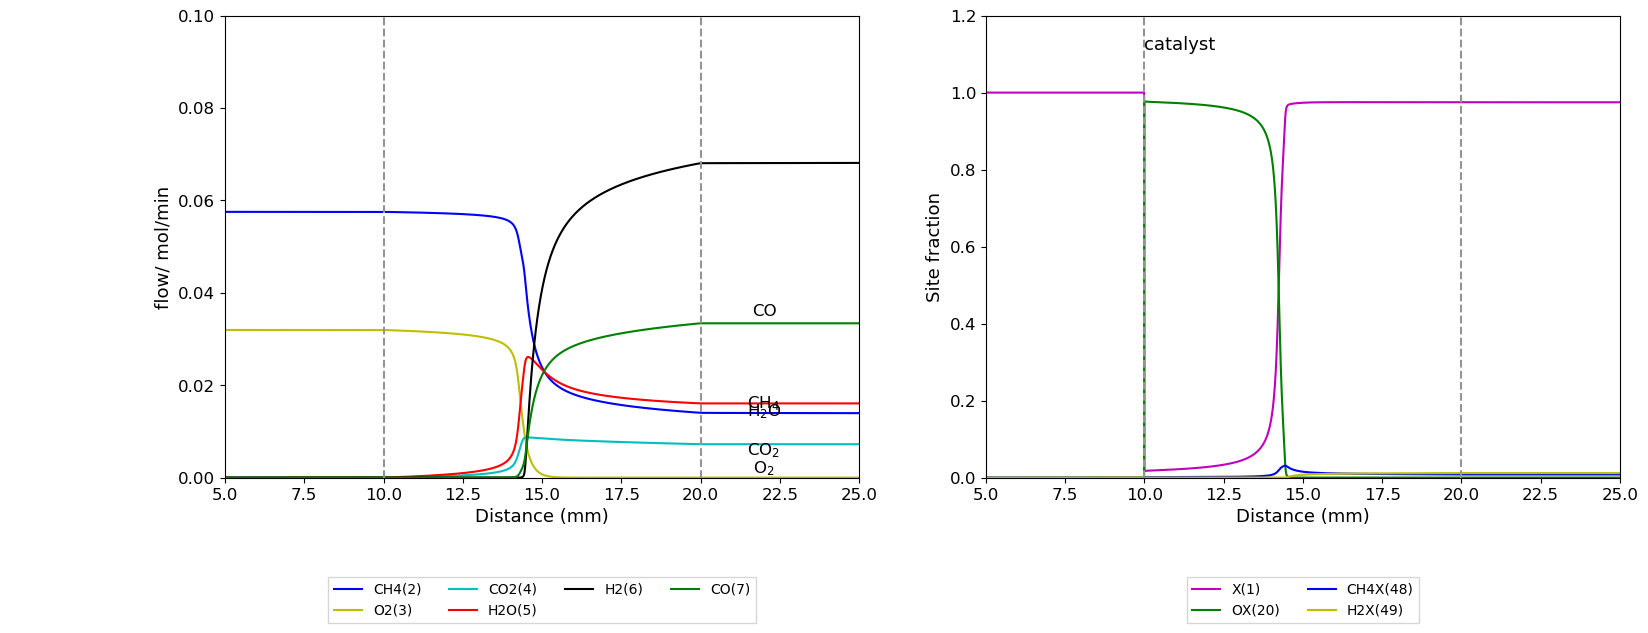 0.10
0.08
0.06
0.04
0.02
0.00
flow/ mol/min
CO
CH₄
H₂O
CO₂
O₂
5.0 7.5 10.0 12.5 15.0 17.5 20.0 22.5 25.0
Distance (mm)
CH4(2) CO2(4) H2(6) CO(7)
O2(3) H2O(5)
1.2
1.0
0.8
0.6
0.4
0.2
0.0
Site fraction
catalyst
5.0 7.5 10.0 12.5 15.0 17.5 20.0 22.5 25.0
Distance (mm)
X(1) CH4X(48)
OX(20) H2X(49)